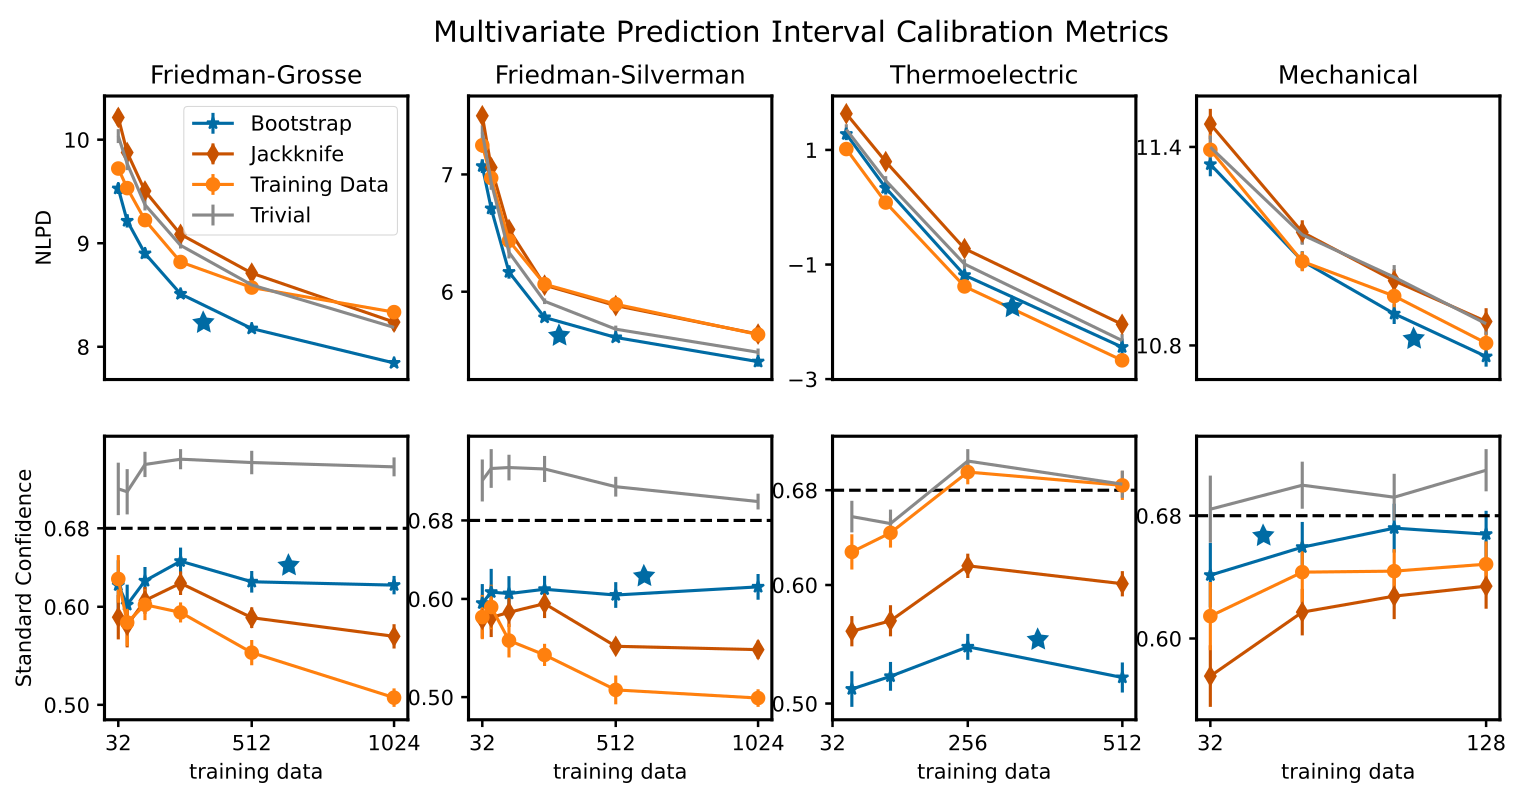 Multivariate Prediction Interval Calibration Metrics
Friedman-Grosse
Friedman-Silverman
Thermoelectric
Mechanical
NLPD
10
9
8
Bootstrap
Jackknife
Training Data
Trivial
7
6
1
−1
−3
11.4
10.8
Standard Confidence
0.68
0.60
0.50
0.68
0.60
0.50
0.68
0.60
0.50
0.68
0.60
32 512 1024
32 512 1024
32 256 512
32 128
training data
training data
training data
training data